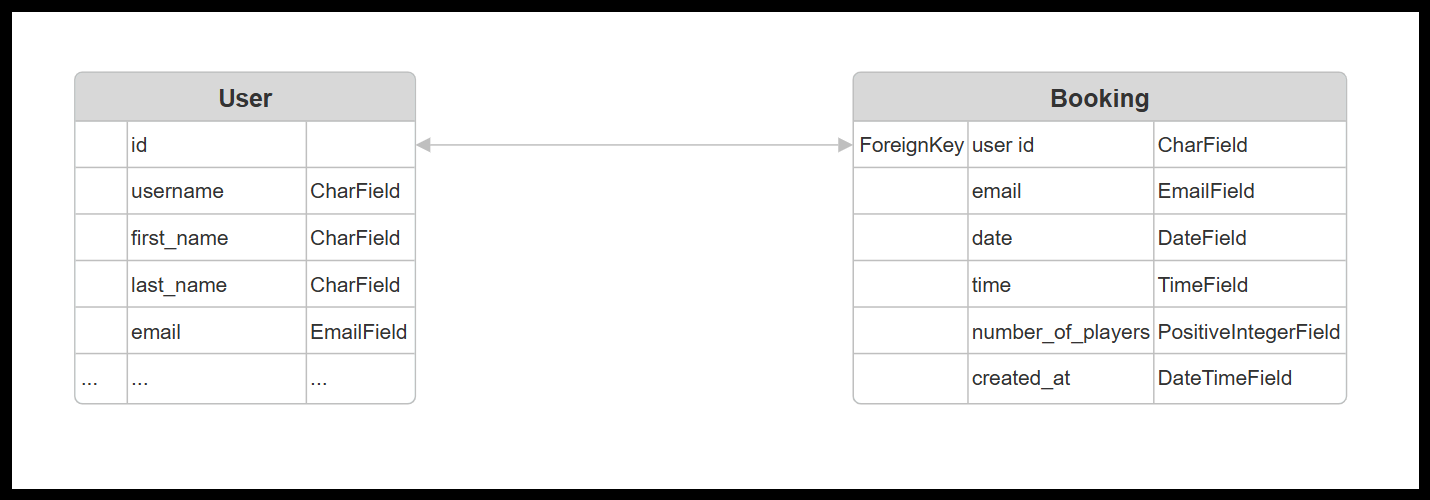 User
id
username CharField
first_name CharField
last_name CharField
email EmailField
... ... ...
Booking
ForeignKey user id CharField
email EmailField
date DateField
time TimeField
number_of_players PositiveIntegerField
created_at DateTimeField